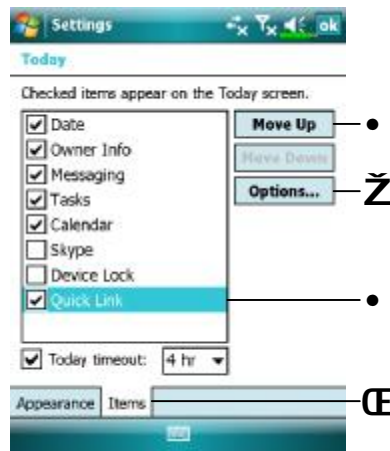 Settings ok
Today
Checked items appear on the Today screen.
Date
Owner Info
Messaging
Tasks
Calendar
Skype
Device Lock
Quick Link
Move Up •
Move Down
Options... Ž
•
Today timeout: 4 hr
Appearance Items Œ